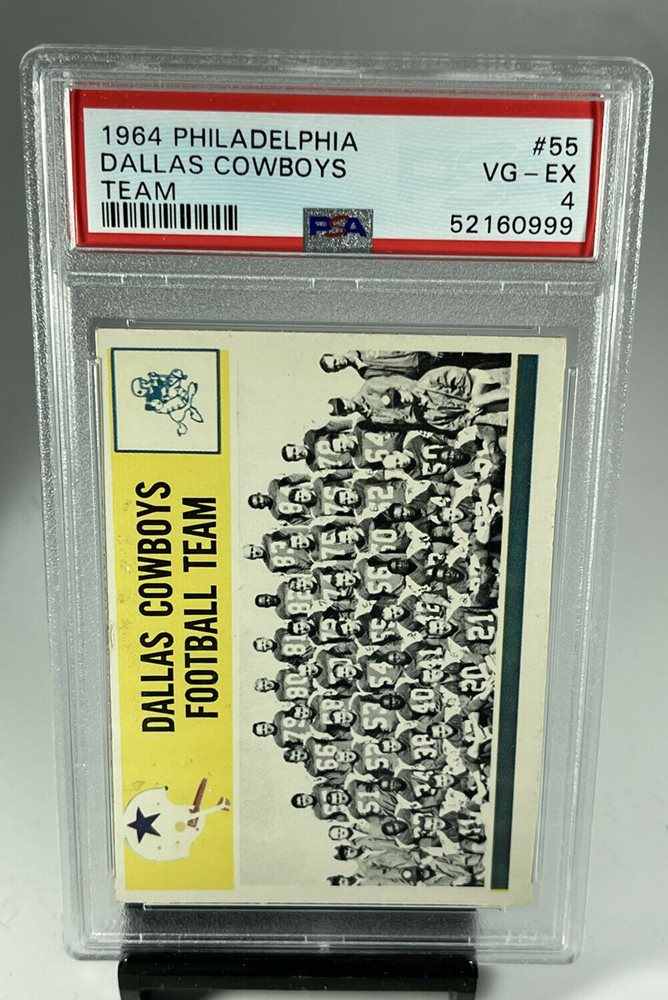 1964 PHILADELPHIA
DALLAS COWBOYS
TEAM
#55
VG - EX
4
52160999
PSA
DALLAS COWBOYS
FOOTBALL TEAM